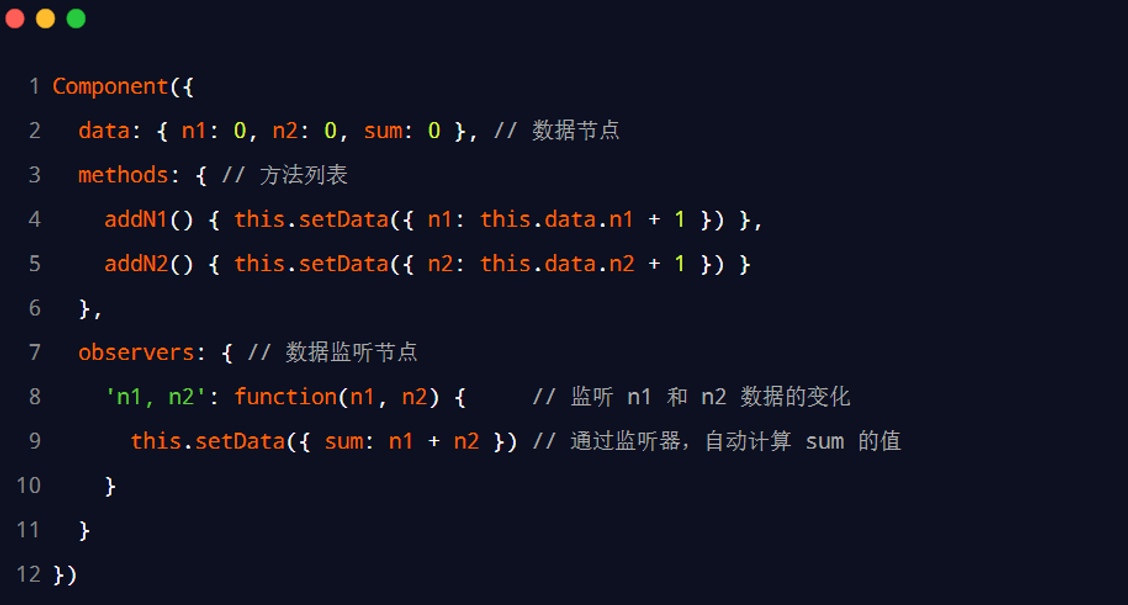 1 Component({
2   data: { n1: 0, n2: 0, sum: 0 }, // 数据节点
3   methods: { // 方法列表
4     addN1() { this.setData({ n1: this.data.n1 + 1 }) },
5     addN2() { this.setData({ n2: this.data.n2 + 1 }) }
6   },
7   observers: { // 数据监听节点
8     'n1, n2': function(n1, n2) {     // 监听 n1 和 n2 数据的变化
9       this.setData({ sum: n1 + n2 }) // 通过监听器，自动计算 sum 的值
10     }
11   }
12 })